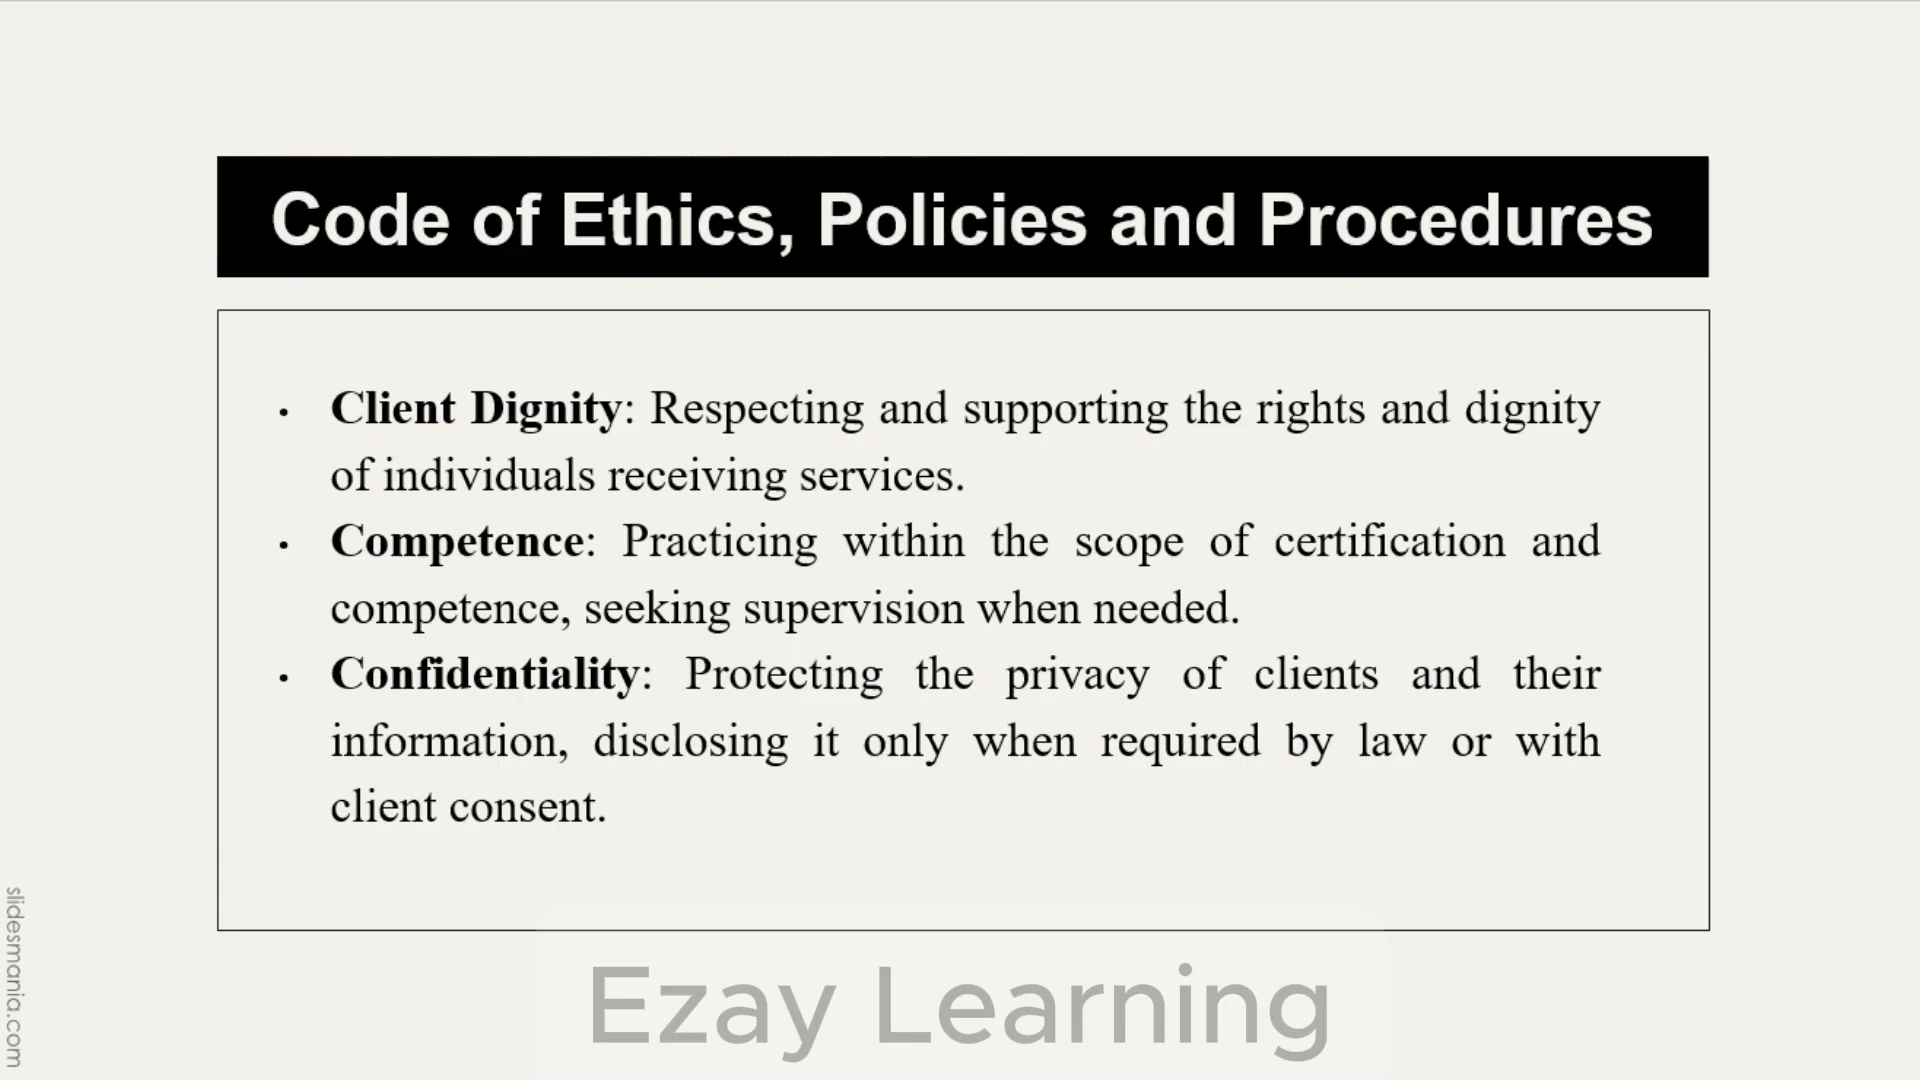 Code of Ethics, Policies and Procedures
• Client Dignity: Respecting and supporting the rights and dignity
of individuals receiving services.
• Competence: Practicing within the scope of certification and
competence, seeking supervision when needed.
• Confidentiality: Protecting the privacy of clients and their
information, disclosing it only when required by law or with
client consent.
slidesmania.com
Ezay Learning